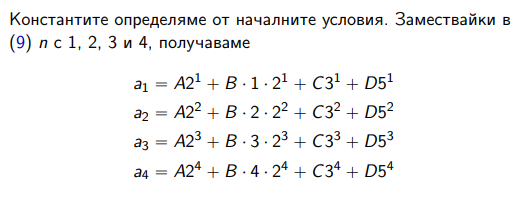 Константите определяме от началните условия. Замествайки в
(9) n с 1, 2, 3 и 4, получаваме
a₁ = A2¹ + B · 1 · 2¹ + C3¹ + D5¹
a₂ = A2² + B · 2 · 2² + C3² + D5²
a₃ = A2³ + B · 3 · 2³ + C3³ + D5³
a₄ = A2⁴ + B · 4 · 2⁴ + C3⁴ + D5⁴